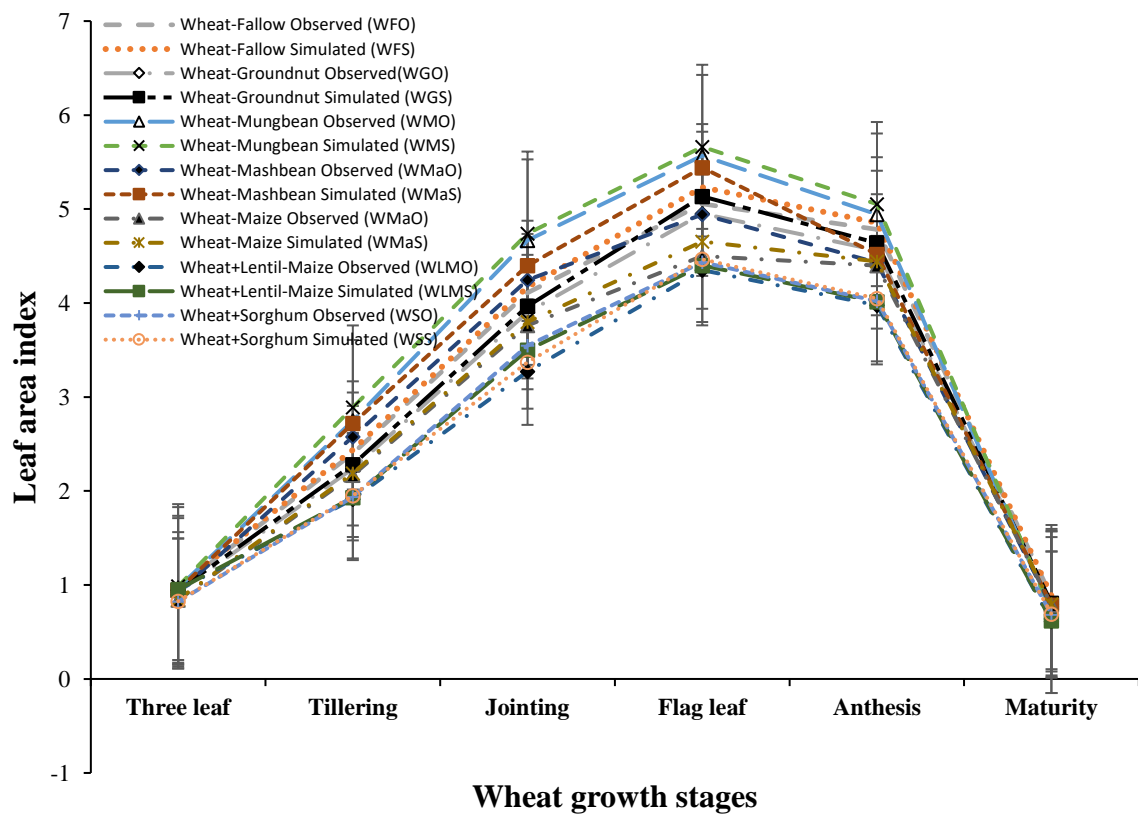 7
6
5
4
3
2
1
0
-1
Leaf area index
Wheat-Fallow Observed (WFO)
Wheat-Fallow Simulated (WFS)
Wheat-Groundnut Observed(WGO)
Wheat-Groundnut Simulated (WGS)
Wheat-Mungbean Observed (WMO)
Wheat-Mungbean Simulated (WMS)
Wheat-Mashbean Observed (WMaO)
Wheat-Mashbean Simulated (WMaS)
Wheat-Maize Observed (WMaO)
Wheat-Maize Simulated (WMaS)
Wheat+Lentil-Maize Observed (WLMO)
Wheat+Lentil-Maize Simulated (WLMS)
Wheat+Sorghum Observed (WSO)
Wheat+Sorghum Simulated (WSS)
Three leaf Tillering Jointing Flag leaf Anthesis Maturity
Wheat growth stages